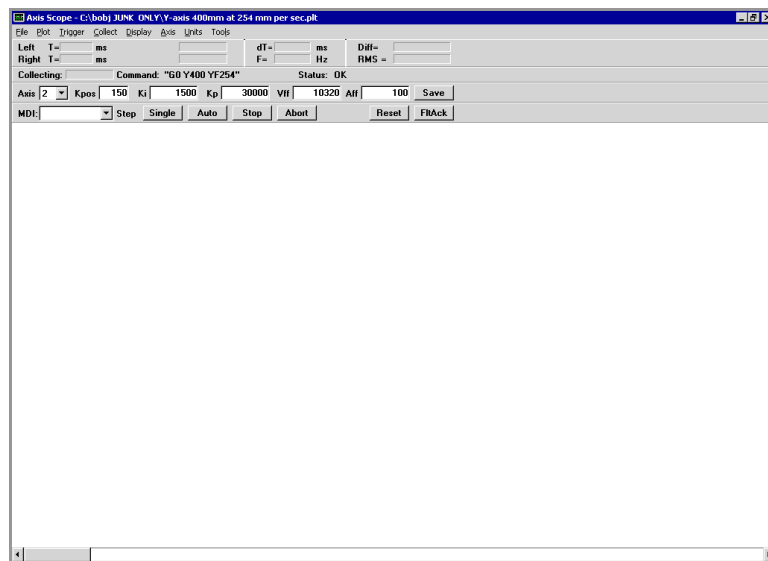 Axis Scope - C:\bobj JUNK ONLY\Y-axis 400mm at 254 mm per sec.plt
File Plot Trigger Collect Display Axis Units Tools
Left T= ms dT= ms Diff=
Right T= ms F= Hz RMS =
Collecting: Command: "G0 Y400 YF254" Status: OK
Axis 2 Kpos 150 Ki 1500 Kp 30000 Vff 10320 Aff 100 Save
MDI: Step Single Auto Stop Abort Reset FltAck